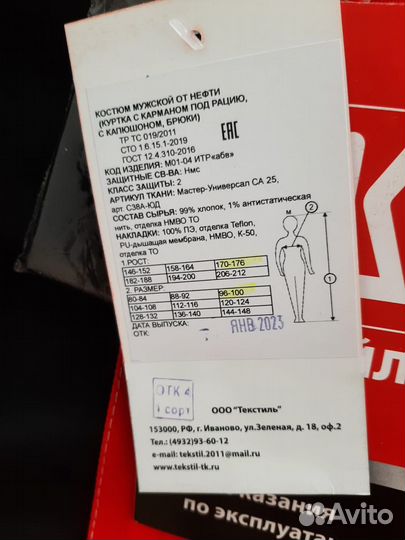 КОСТЮМ МУЖСКОЙ ОТ НЕФТИ
(КУРТКА С КАРМАНОМ ПОД РАЦИЮ,
С КАПЮШОНОМ, БРЮКИ)
ТР ТС 019/2011
СТО 1.6.15.1-2019
ГОСТ 12.4.310-2016
EAC
КОД ИЗДЕЛИЯ: М01-04 ИТР«абв»
ЗАЩИТНЫЕ СВ-ВА: Нмс
КЛАСС ЗАЩИТЫ: 2
АРТИКУЛ ТКАНИ: Мастер-Универсал СА 25,
арт. С38А-ЮД
СОСТАВ СЫРЬЯ: 99% хлопок, 1% антистатическая
нить, отделка НМВО ТО
НАКЛАДКИ: 100% ПЭ, отделка Teflon,
PU-дышащая мембрана, НМВО, К-50,
отделка ТО
1.РОСТ:
146-152 158-164 170-176
182-188 194-200 206-212
2. РАЗМЕР:
80-84 88-92 96-100
104-108 112-116 120-124
128-132 136-140 144-148
ДАТА ВЫПУСКА: ЯНВ 2023
ОТК:
М
2
1
ОТК 4
1 сорт
ООО "Текстиль"
153000, РФ, г. Иваново, ул.Зеленая, д. 18, оф.2
Тел.: (4932)93-60-12
e-mail: tekstil.2011@mail.ru
www.tekstil-tk.ru
казания
по эксплуата
Avito